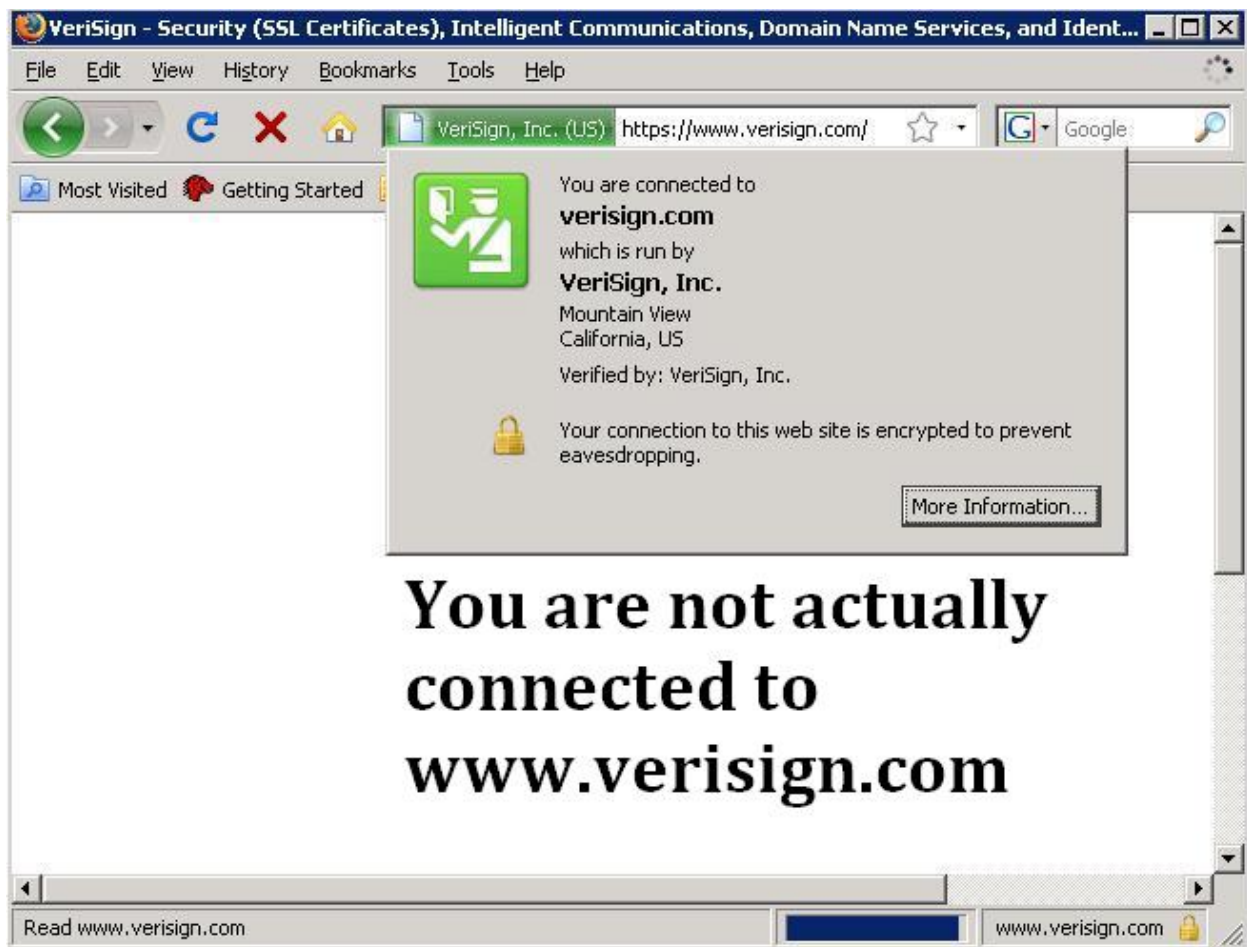 VeriSign - Security (SSL Certificates), Intelligent Communications, Domain Name Services, and Ident...
File Edit View History Bookmarks Tools Help
VeriSign, Inc. (US) https://www.verisign.com/ G Google
Most Visited Getting Started
You are connected to
verisign.com
which is run by
VeriSign, Inc.
Mountain View
California, US
Verified by: VeriSign, Inc.
Your connection to this web site is encrypted to prevent
eavesdropping.
More Information...
You are not actually
connected to
www.verisign.com
Read www.verisign.com www.verisign.com